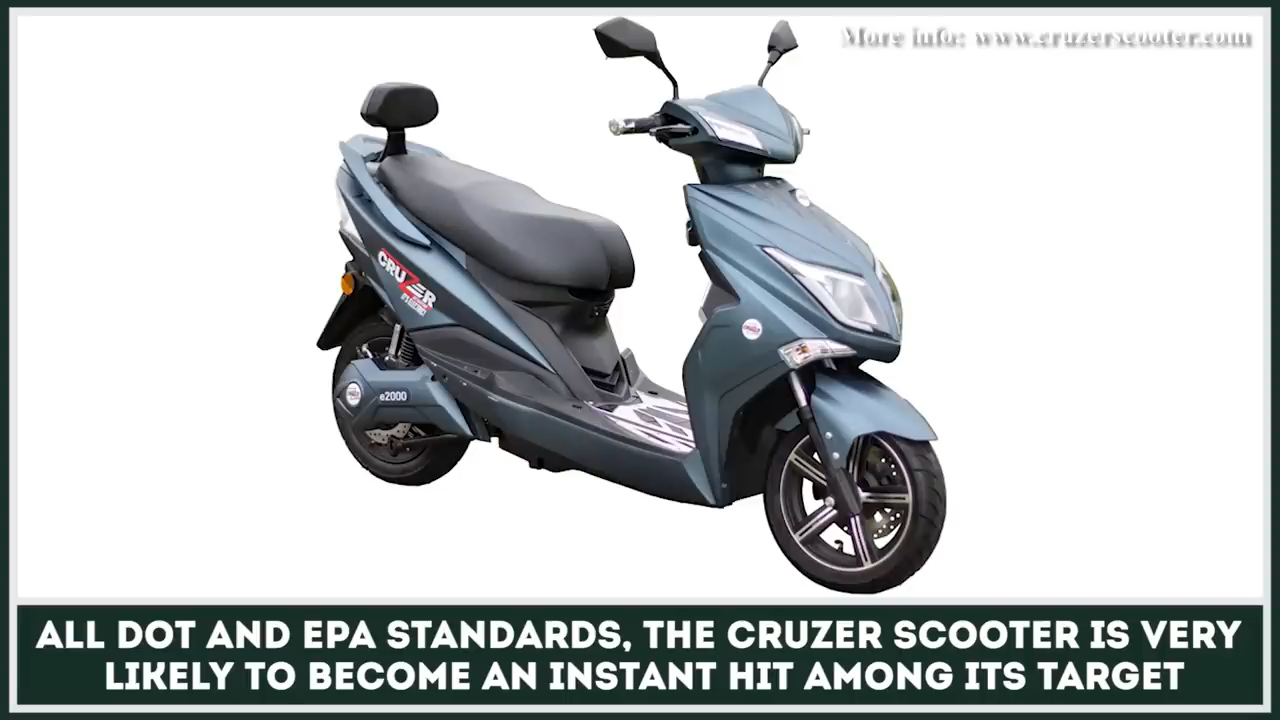 More info: www.cruzerscooter.com
CRUZER
e2000
ALL DOT AND EPA STANDARDS, THE CRUZER SCOOTER IS VERY
LIKELY TO BECOME AN INSTANT HIT AMONG ITS TARGET